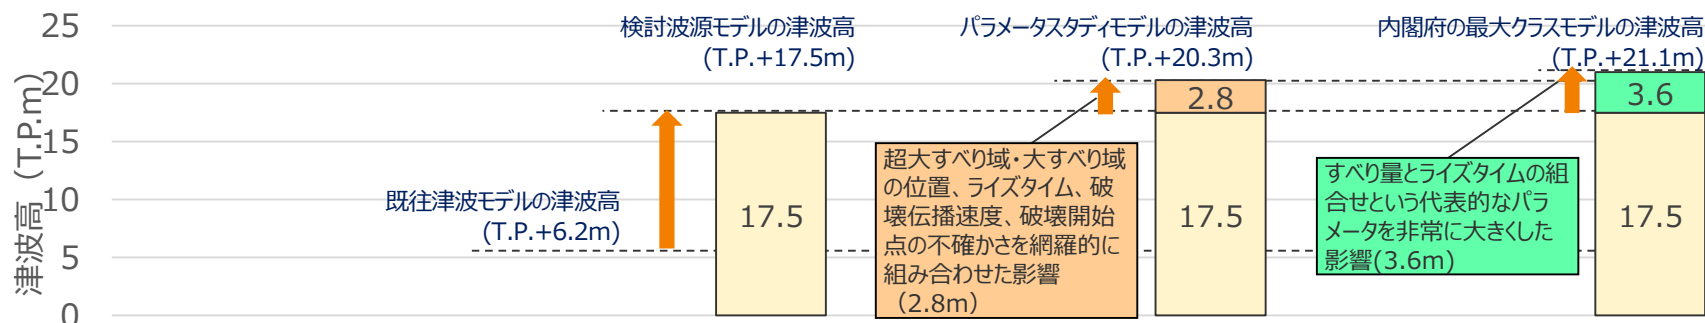 津波高 (T.P.m)
25
20
15
10
5
0
既往津波モデルの津波高
(T.P.+6.2m)
検討波源モデルの津波高
(T.P.+17.5m)
17.5
超大すべり域・大すべり域
の位置、ライズタイム、破
壊伝播速度、破壊開始
点の不確かさを網羅的に
組み合わせた影響
(2.8m)
パラメータスタディモデルの津波高
(T.P.+20.3m)
2.8
17.5
すべり量とライズタイムの組
合せという代表的なパラ
メータを非常に大きくした
影響(3.6m)
内閣府の最大クラスモデルの津波高
(T.P.+21.1m)
3.6
17.5